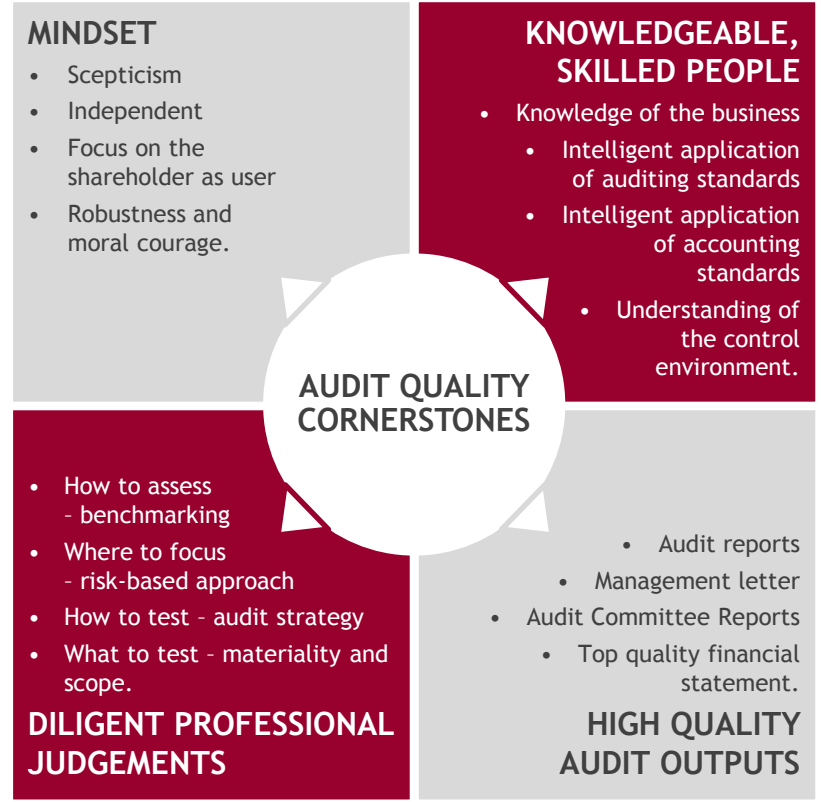 MINDSET
• Scepticism
• Independent
• Focus on the
shareholder as user
• Robustness and
moral courage.
KNOWLEDGEABLE,
SKILLED PEOPLE
• Knowledge of the business
• Intelligent application
of auditing standards
• Intelligent application
of accounting
standards
• Understanding of
the control
environment.
AUDIT QUALITY
CORNERSTONES
• How to assess
– benchmarking
• Where to focus
– risk-based approach
• How to test – audit strategy
• What to test – materiality and
scope.
DILIGENT PROFESSIONAL
JUDGEMENTS
• Audit reports
• Management letter
• Audit Committee Reports
• Top quality financial
statement.
HIGH QUALITY
AUDIT OUTPUTS